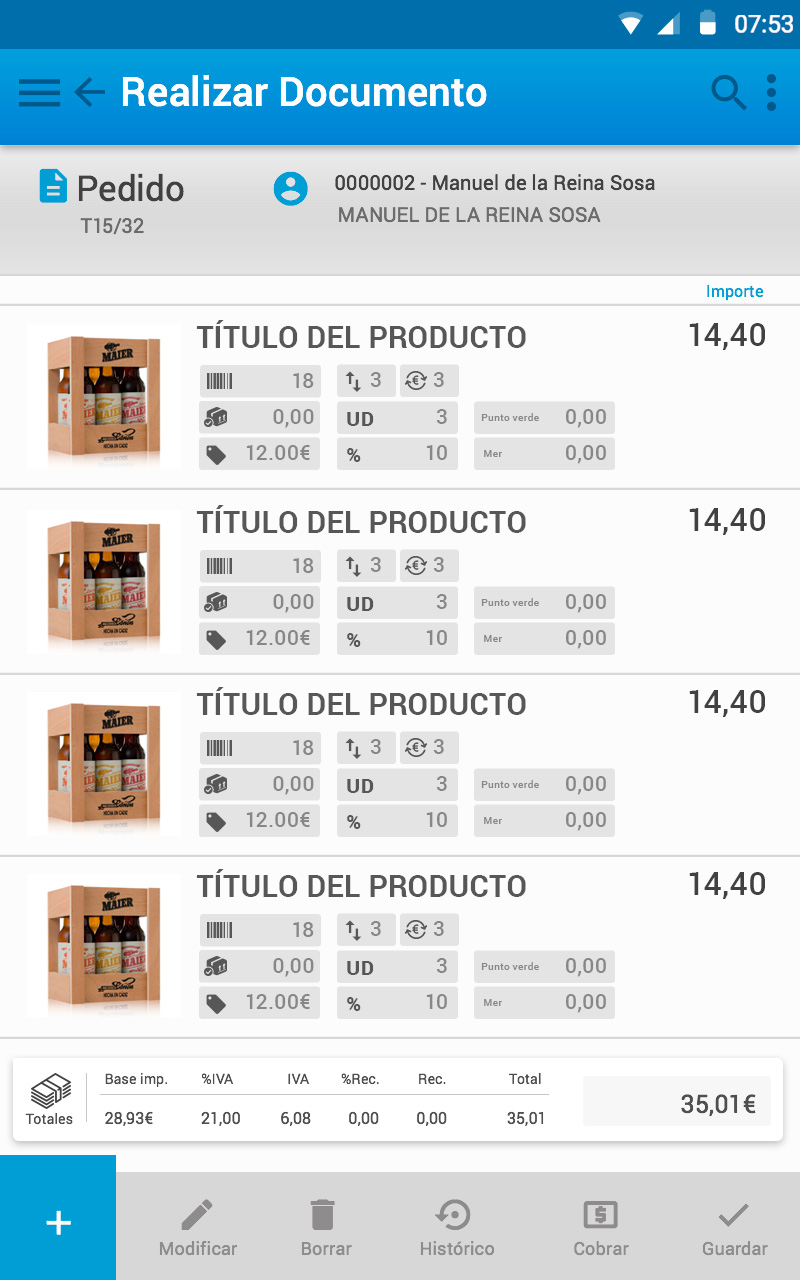 07:53
Realizar Documento
Pedido
T15/32
0000002 - Manuel de la Reina Sosa
MANUEL DE LA REINA SOSA
Importe
TÍTULO DEL PRODUCTO 14,40
MAIER
18 3 € 3
0,00 UD 3 Punto verde 0,00
12.00€ % 10 Mer 0,00
TÍTULO DEL PRODUCTO 14,40
MAIER
18 3 € 3
0,00 UD 3 Punto verde 0,00
12.00€ % 10 Mer 0,00
TÍTULO DEL PRODUCTO 14,40
MAIER
18 3 € 3
0,00 UD 3 Punto verde 0,00
12.00€ % 10 Mer 0,00
TÍTULO DEL PRODUCTO 14,40
MAIER
18 3 € 3
0,00 UD 3 Punto verde 0,00
12.00€ % 10 Mer 0,00
Base imp. %IVA IVA %Rec. Rec. Total
Totales 28,93€ 21,00 6,08 0,00 0,00 35,01
35,01€
+ Modificar Borrar Histórico $ Cobrar Guardar